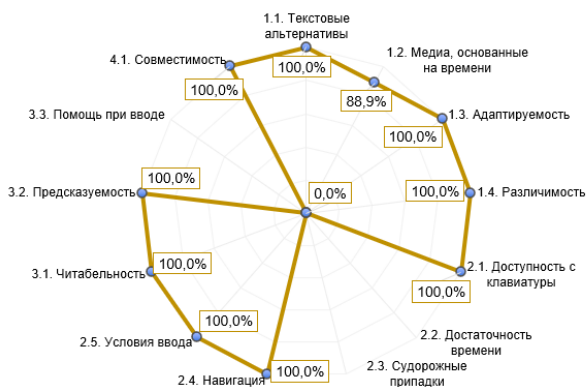 1.1. Текстовые
альтернативы
100,0%
1.2. Медиа, основанные
на времени
88,9%
1.3. Адаптируемость
100,0%
1.4. Различимость
100,0%
2.1. Доступность с
клавиатуры
100,0%
2.2. Достаточность
времени
2.3. Судорожные
припадки
2.4. Навигация
100,0%
2.5. Условия ввода
100,0%
3.1. Читабельность
100,0%
3.2. Предсказуемость
100,0%
3.3. Помощь при вводе
4.1. Совместимость
100,0%
0,0%